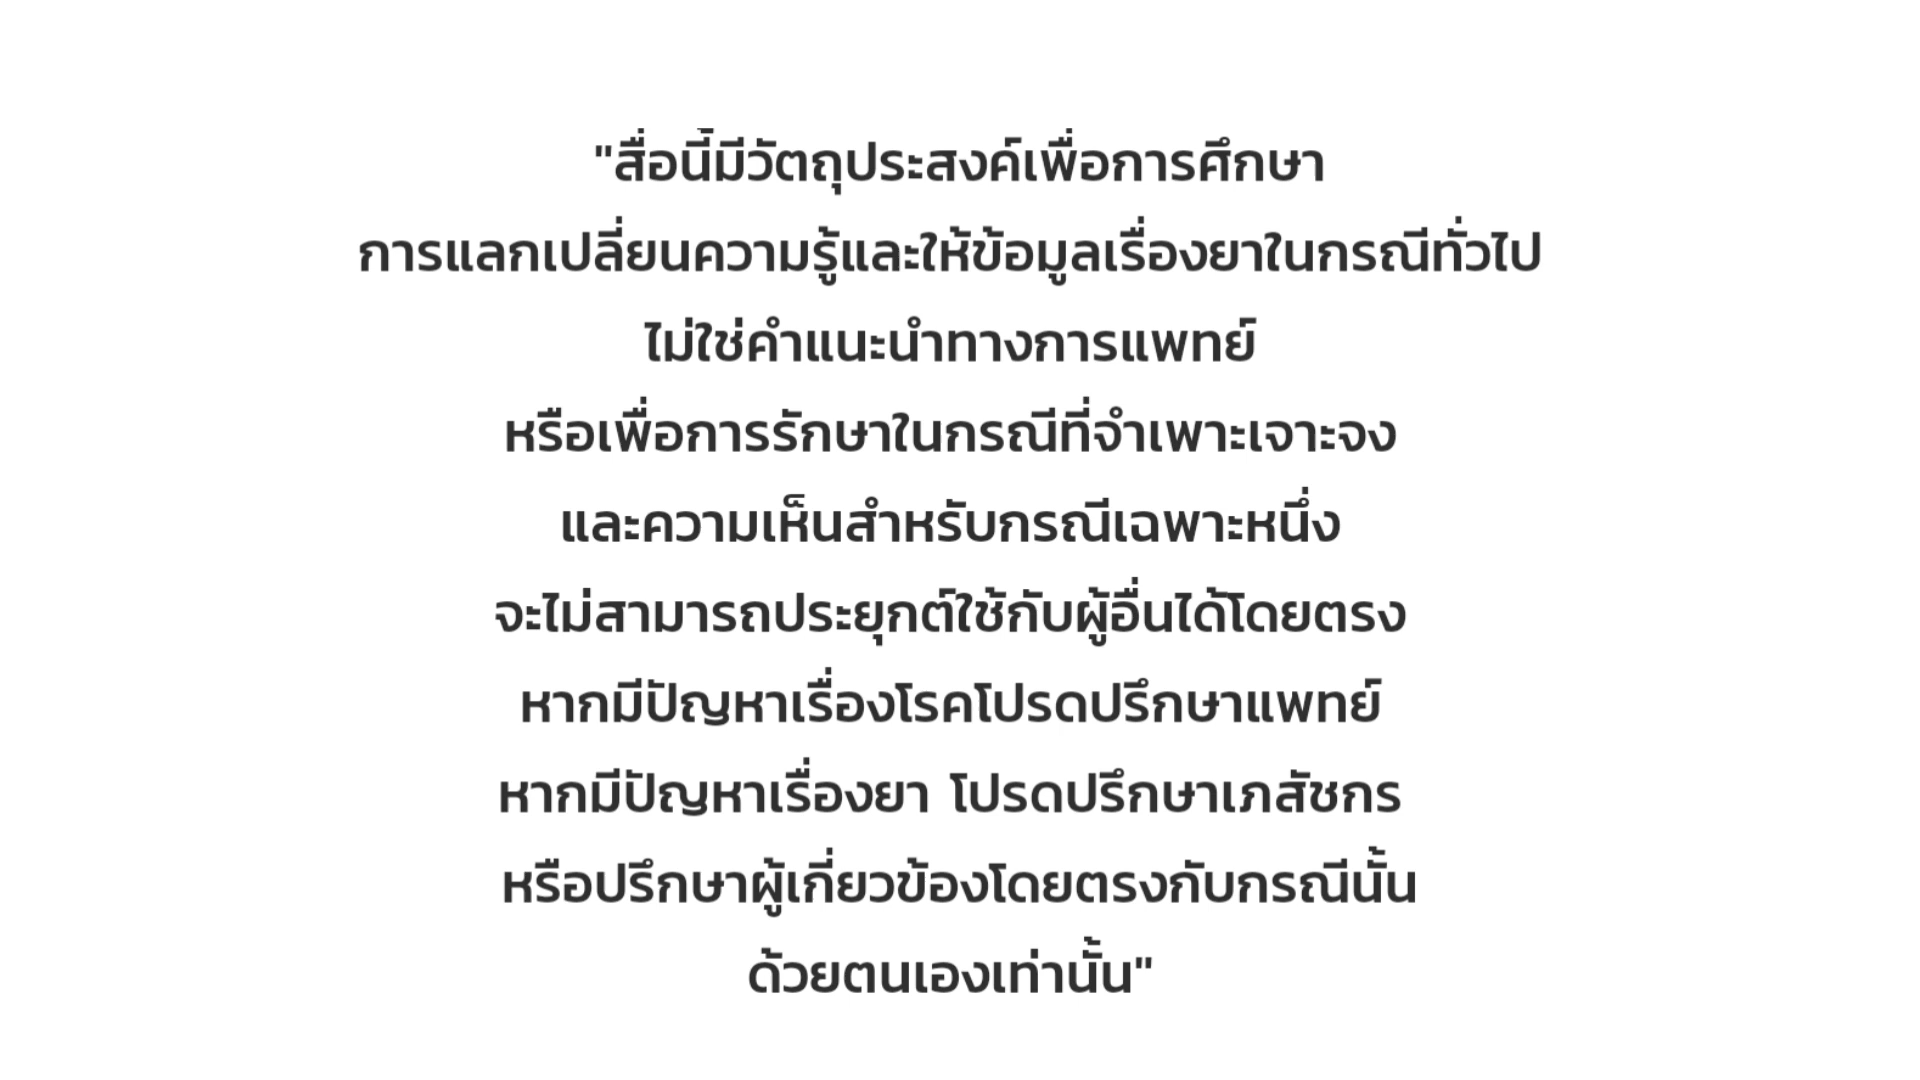 "สื่อนี้มีวัตถุประสงค์เพื่อการศึกษา
การแลกเปลี่ยนความรู้และให้ข้อมูลเรื่องยาในกรณีทั่วไป
ไม่ใช่คำแนะนำทางการแพทย์
หรือเพื่อการรักษาในกรณีที่จำเพาะเจาะจง
และความเห็นสำหรับกรณีเฉพาะหนึ่ง
จะไม่สามารถประยุกต์ใช้กับผู้อื่นได้โดยตรง
หากมีปัญหาเรื่องโรคโปรดปรึกษาแพทย์
หากมีปัญหาเรื่องยา โปรดปรึกษาเภสัชกร
หรือปรึกษาผู้เกี่ยวข้องโดยตรงกับกรณีนั้น
ด้วยตนเองเท่านั้น"